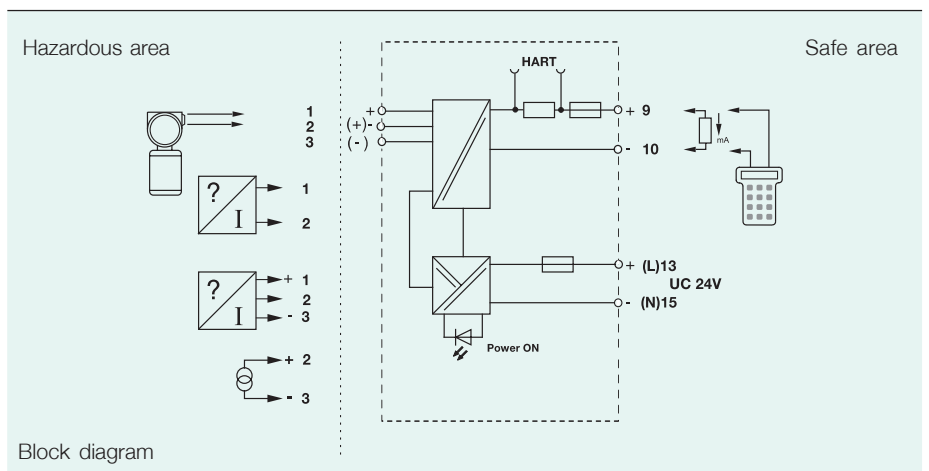 Hazardous area
Safe area
HART
1
2
3
+
(+)-
(-)
+ 9
- 10
mA
?
I
1
2
?
I
+ 1
2
- 3
+ 2
- 3
+ (L)13
UC 24V
- (N)15
Power ON
Block diagram